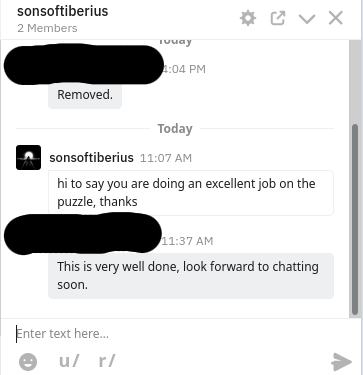 sonsoftiberius
2 Members
Today
4:04 PM
Removed.
Today
sonsoftiberius 11:07 AM
hi to say you are doing an excellent job on the
puzzle, thanks
11:37 AM
This is very well done, look forward to chatting
soon.
Enter text here...
u/ r/